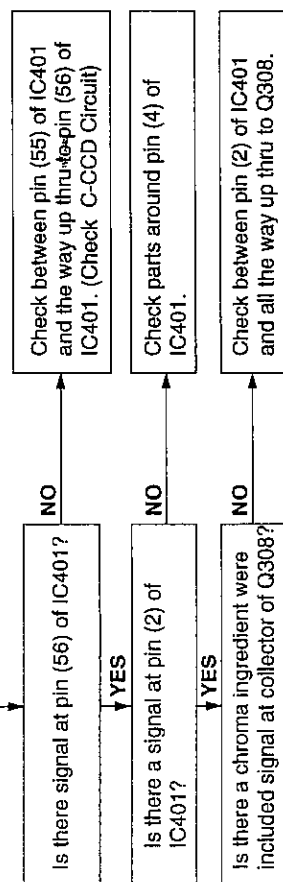 Is there signal at pin (56) of IC401?
NO
Check between pin (55) of IC401
and the way up thru to pin (56) of
IC401. (Check C-CCD Circuit)
YES
Is there a signal at pin (2) of
IC401?
NO
Check parts around pin (4) of
IC401.
YES
Is there a chroma ingredient were
included signal at collector of Q308?
NO
Check between pin (2) of IC401
and all the way up thru to Q308.